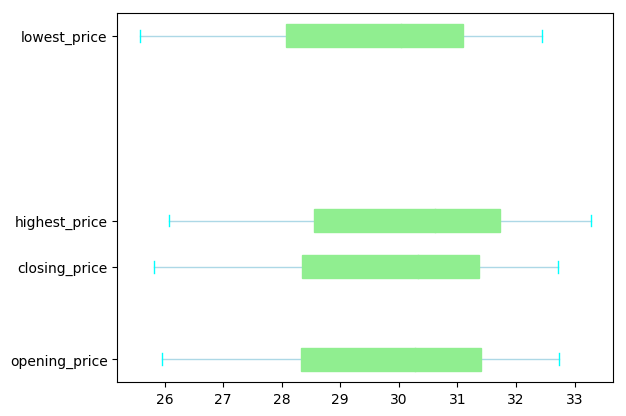 lowest_price
highest_price
closing_price
opening_price
26 27 28 29 30 31 32 33